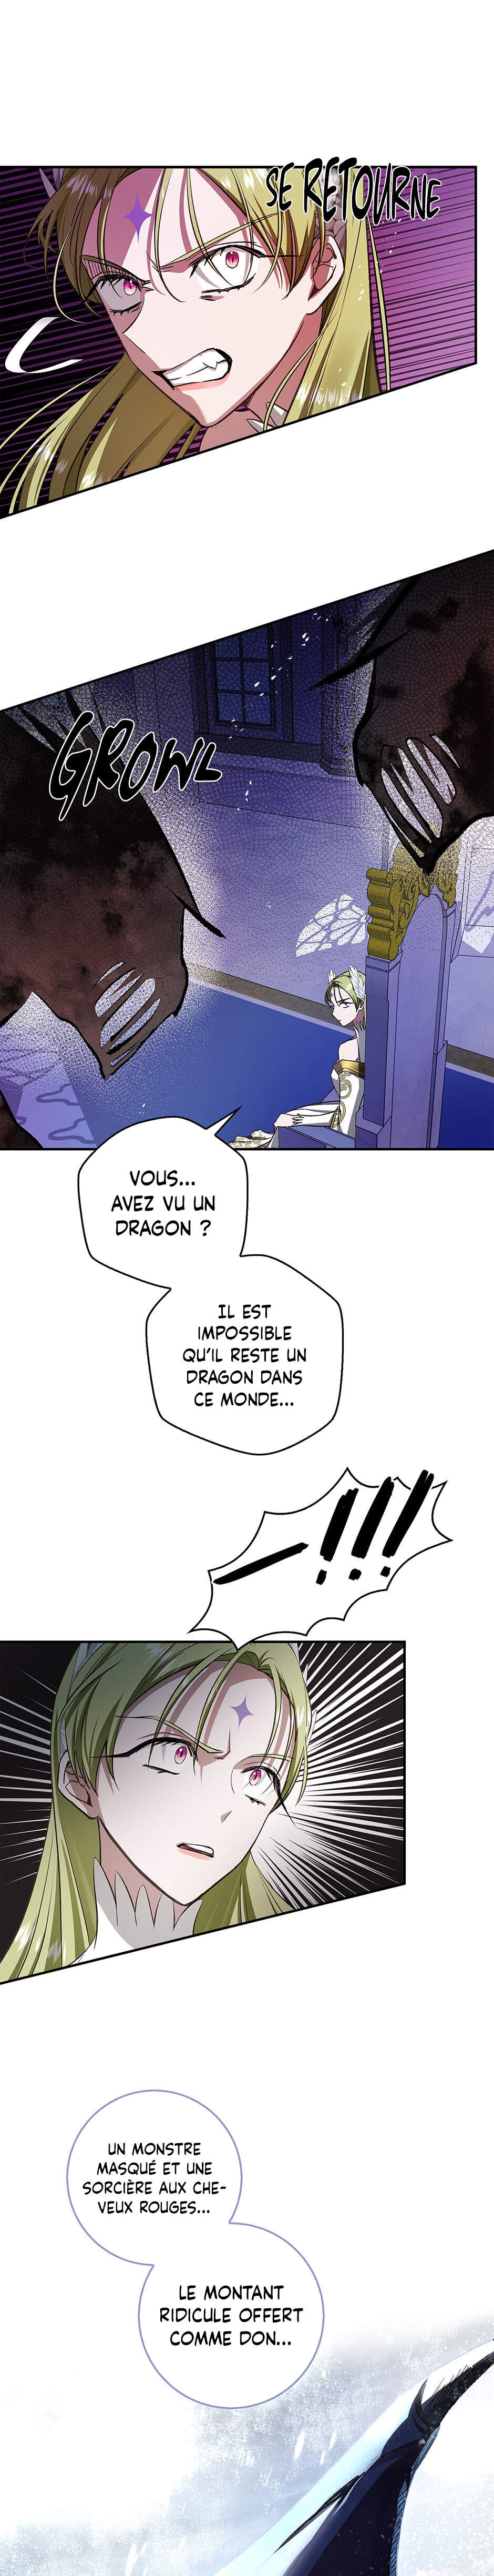 SE RETOURNE
GROWL
VOUS...
AVEZ VU UN
DRAGON ?
IL EST
IMPOSSIBLE
QU'IL RESTE UN
DRAGON DANS
CE MONDE...
—!!!
UN MONSTRE
MASQUÉ ET UNE
SORCIÈRE AUX CHE-
VEUX ROUGES...
LE MONTANT
RIDICULE OFFERT
COMME DON...